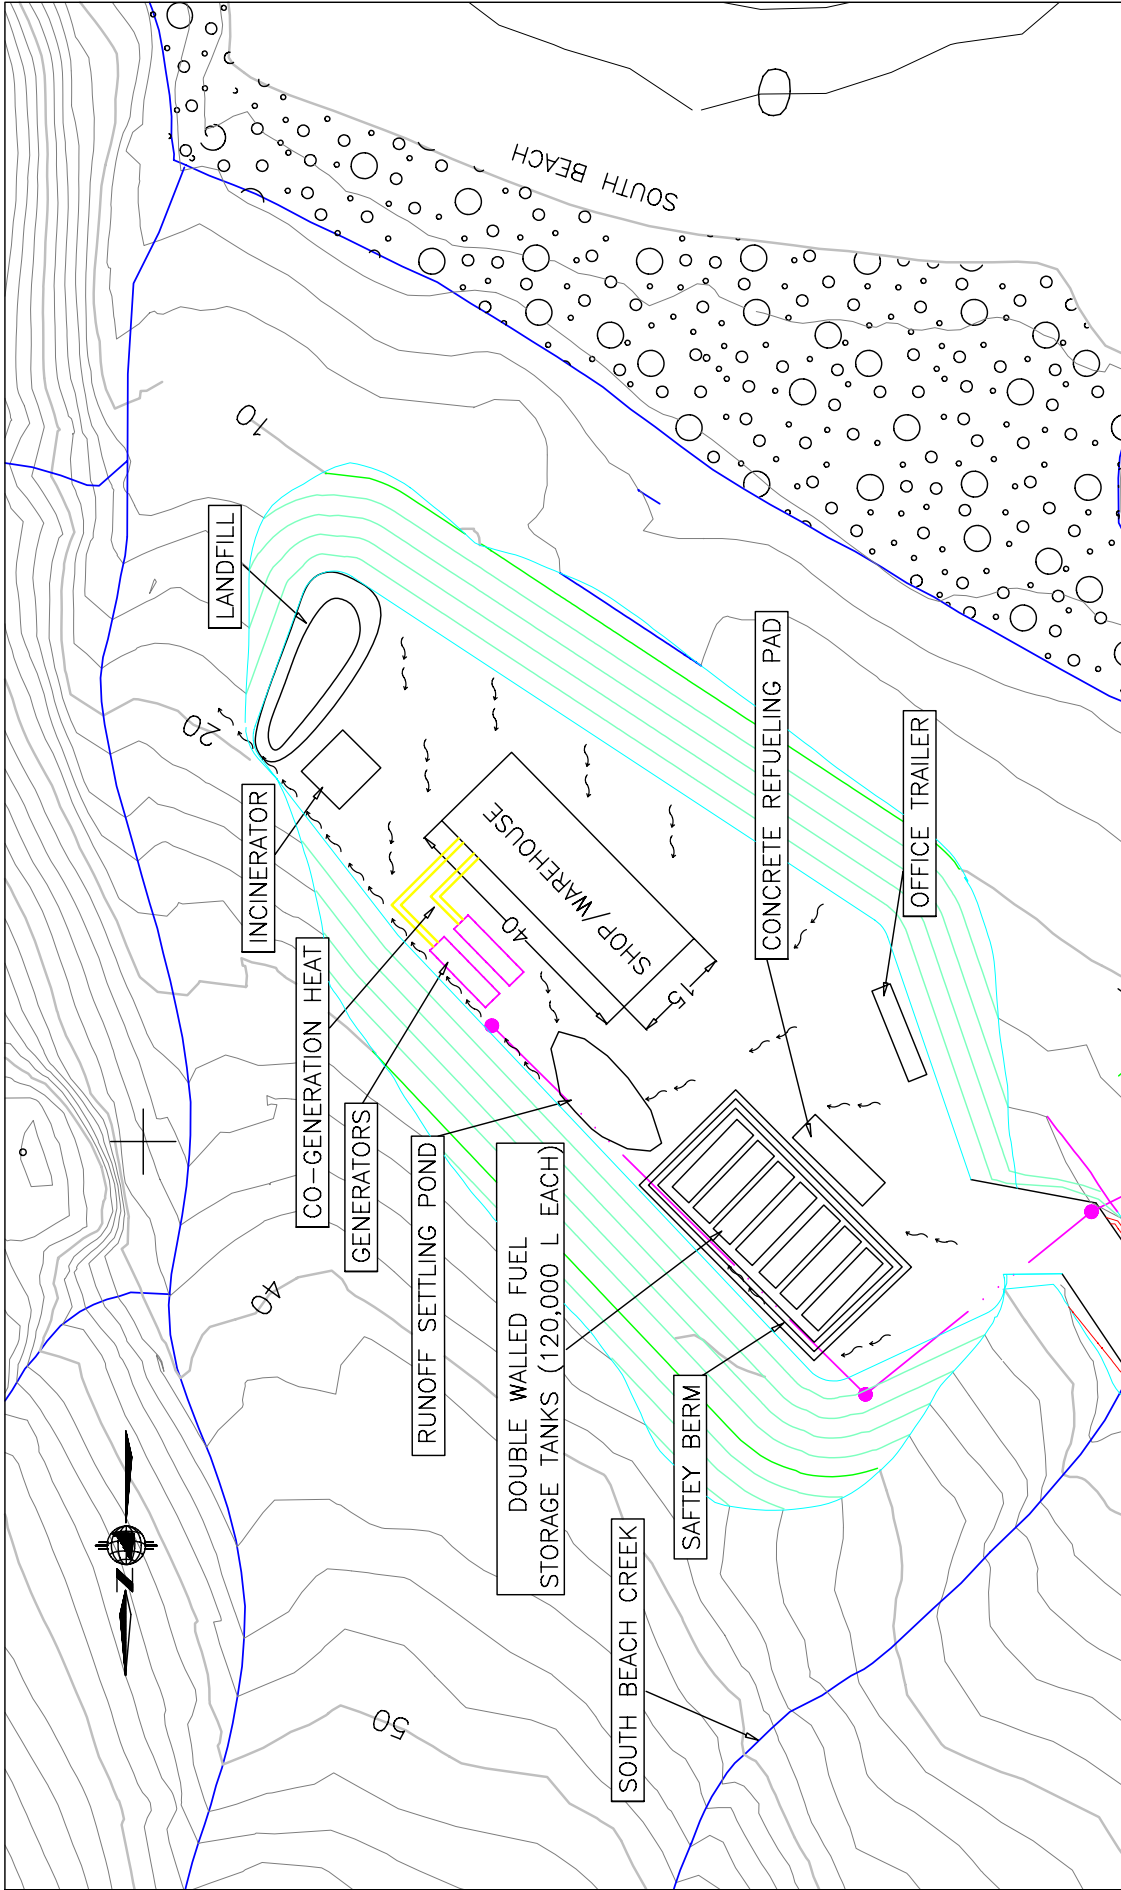 SOUTH BEACH
0
10
LANDFILL
20
INCINERATOR
SHOP/WAREHOUSE
40
15
CONCRETE REFUELING PAD
OFFICE TRAILER
CO-GENERATION HEAT
GENERATORS
RUNOFF SETTLING POND
DOUBLE WALLED FUEL
STORAGE TANKS (120,000 L EACH)
SAFTEY BERM
SOUTH BEACH CREEK
40
50
N